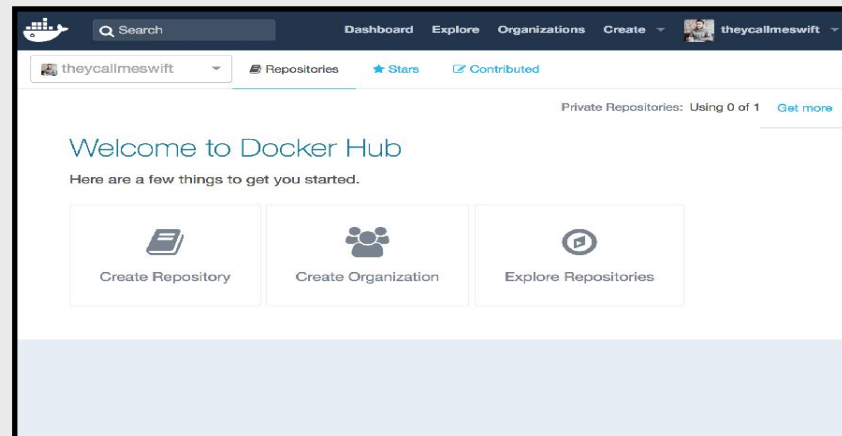 Search Dashboard Explore Organizations Create theycallmeswift
theycallmeswift Repositories Stars Contributed
Private Repositories: Using 0 of 1 Get more
Welcome to Docker Hub
Here are a few things to get you started.
Create Repository Create Organization Explore Repositories